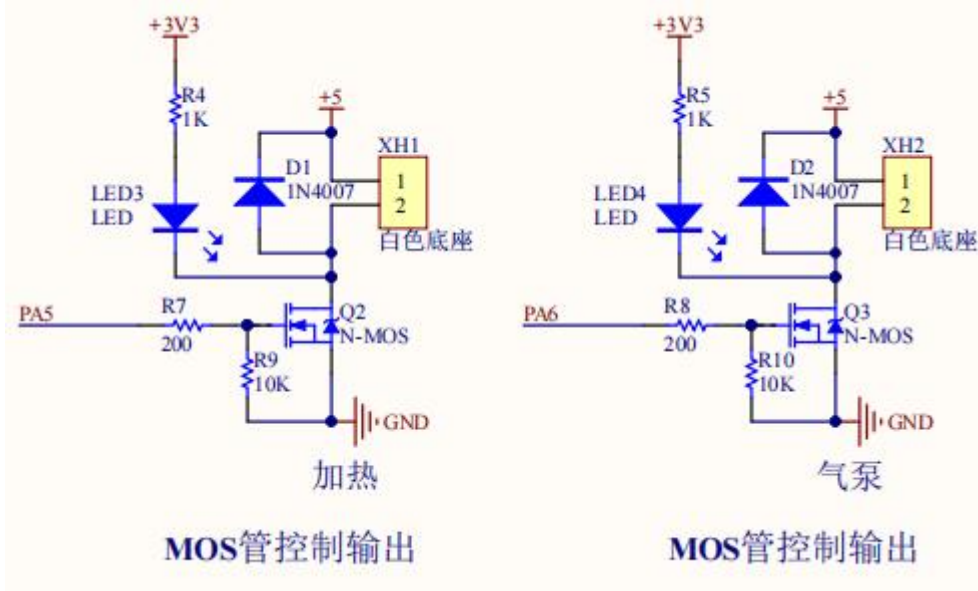 +3V3
R4
1K
+5
XH1
D1
1N4007
1
2
LED3
LED
白色底座
PA5
R7
200
Q2
N-MOS
R9
10K
GND
加热
MOS管控制输出
+3V3
R5
1K
+5
XH2
D2
1N4007
1
2
LED4
LED
白色底座
PA6
R8
200
Q3
N-MOS
R10
10K
GND
气泵
MOS管控制输出